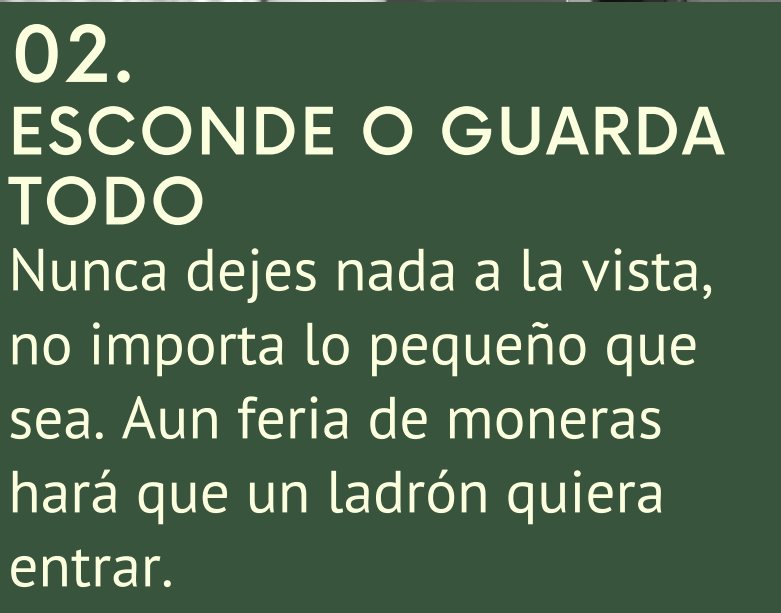 02.
ESCONDE O GUARDA
TODO
Nunca dejes nada a la vista,
no importa lo pequeño que
sea. Aun feria de moneras
hará que un ladrón quiera
entrar.